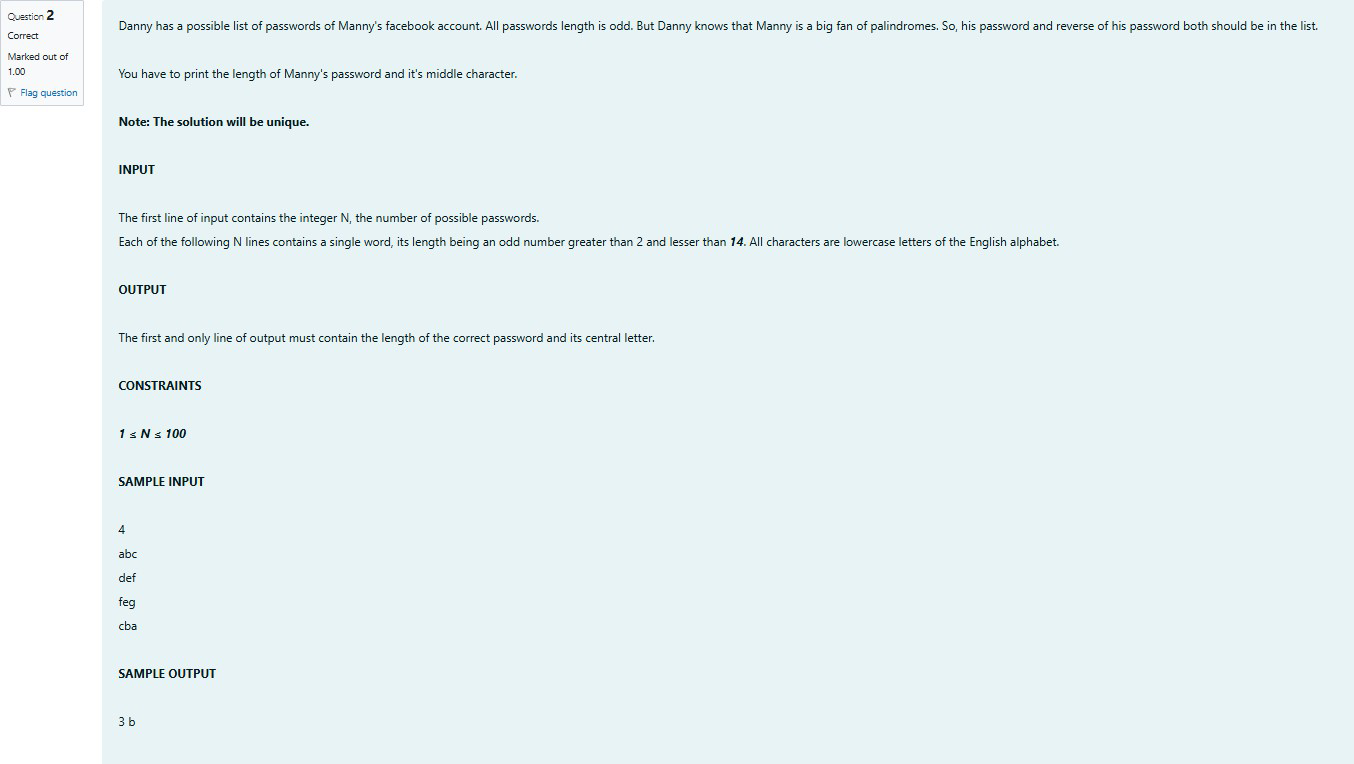 Question 2
Correct
Marked out of
1.00
Flag question
Danny has a possible list of passwords of Manny's facebook account. All passwords length is odd. But Danny knows that Manny is a big fan of palindromes. So, his password and reverse of his password both should be in the list.
You have to print the length of Manny's password and it's middle character.
Note: The solution will be unique.
INPUT
The first line of input contains the integer N, the number of possible passwords.
Each of the following N lines contains a single word, its length being an odd number greater than 2 and lesser than 14. All characters are lowercase letters of the English alphabet.
OUTPUT
The first and only line of output must contain the length of the correct password and its central letter.
CONSTRAINTS
1 ≤ N ≤ 100
SAMPLE INPUT
4
abc
def
feg
cba
SAMPLE OUTPUT
3 b